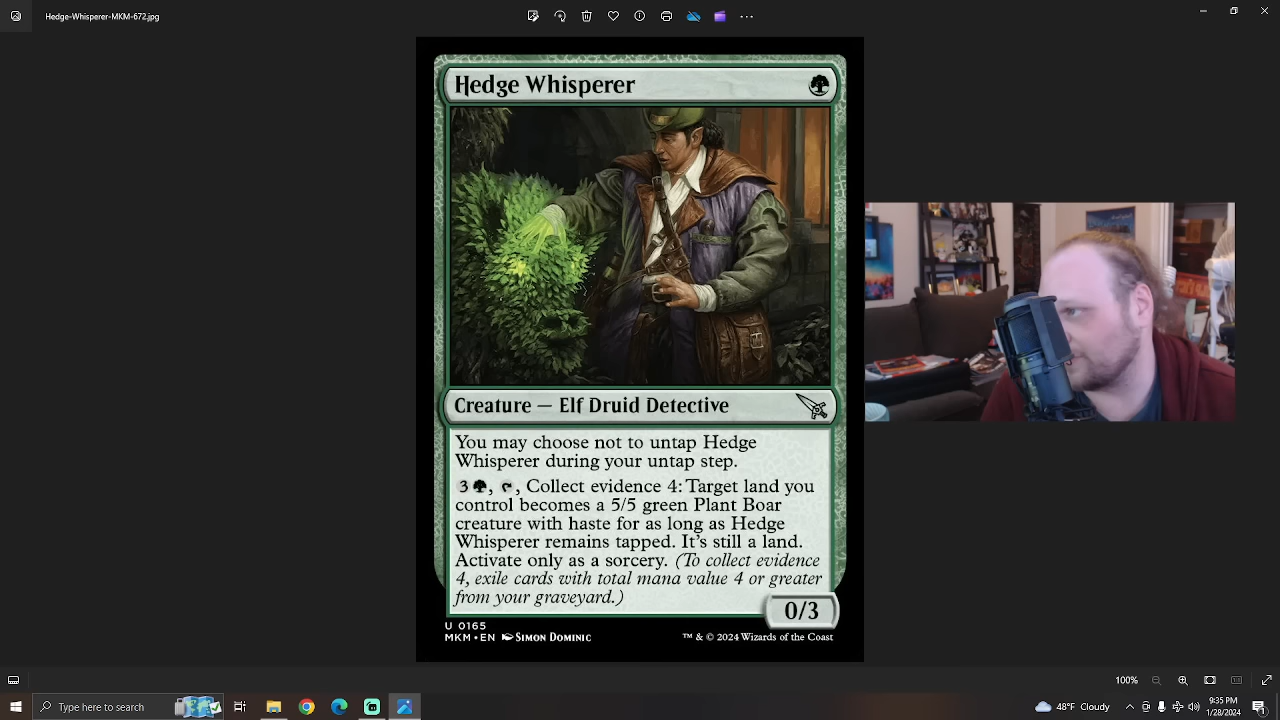 Hedge-Whisperer-MKM-672.jpg
Hedge Whisperer
Creature — Elf Druid Detective
You may choose not to untap Hedge
Whisperer during your untap step.
3 , , Collect evidence 4: Target land you
control becomes a 5/5 green Plant Boar
creature with haste for as long as Hedge
Whisperer remains tapped. It's still a land.
Activate only as a sorcery. (To collect evidence
4, exile cards with total mana value 4 or greater
from your graveyard.)
0/3
U 0165
MKM • EN Simon Dominic
™ & © 2024 Wizards of the Coast
100%
Type here to search
48°F Cloudy
9:35 PM
1/28/2024